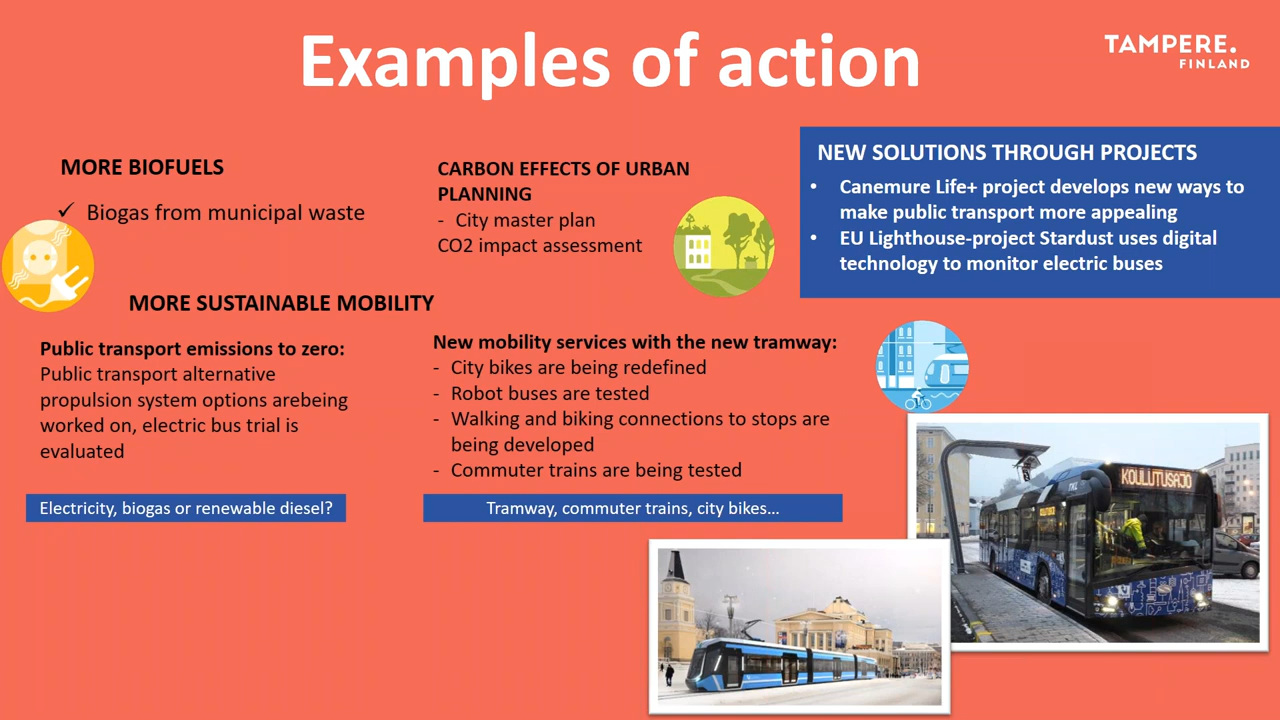 Examples of action
TAMPERE.
FINLAND
MORE BIOFUELS
✓ Biogas from municipal waste
CARBON EFFECTS OF URBAN
PLANNING
- City master plan
CO2 impact assessment
NEW SOLUTIONS THROUGH PROJECTS
• Canemure Life+ project develops new ways to
make public transport more appealing
• EU Lighthouse-project Stardust uses digital
technology to monitor electric buses
MORE SUSTAINABLE MOBILITY
Public transport emissions to zero:
Public transport alternative
propulsion system options arebeing
worked on, electric bus trial is
evaluated
Electricity, biogas or renewable diesel?
New mobility services with the new tramway:
- City bikes are being redefined
- Robot buses are tested
- Walking and biking connections to stops are
being developed
- Commuter trains are being tested
Tramway, commuter trains, city bikes...
KOULUTUSAJO